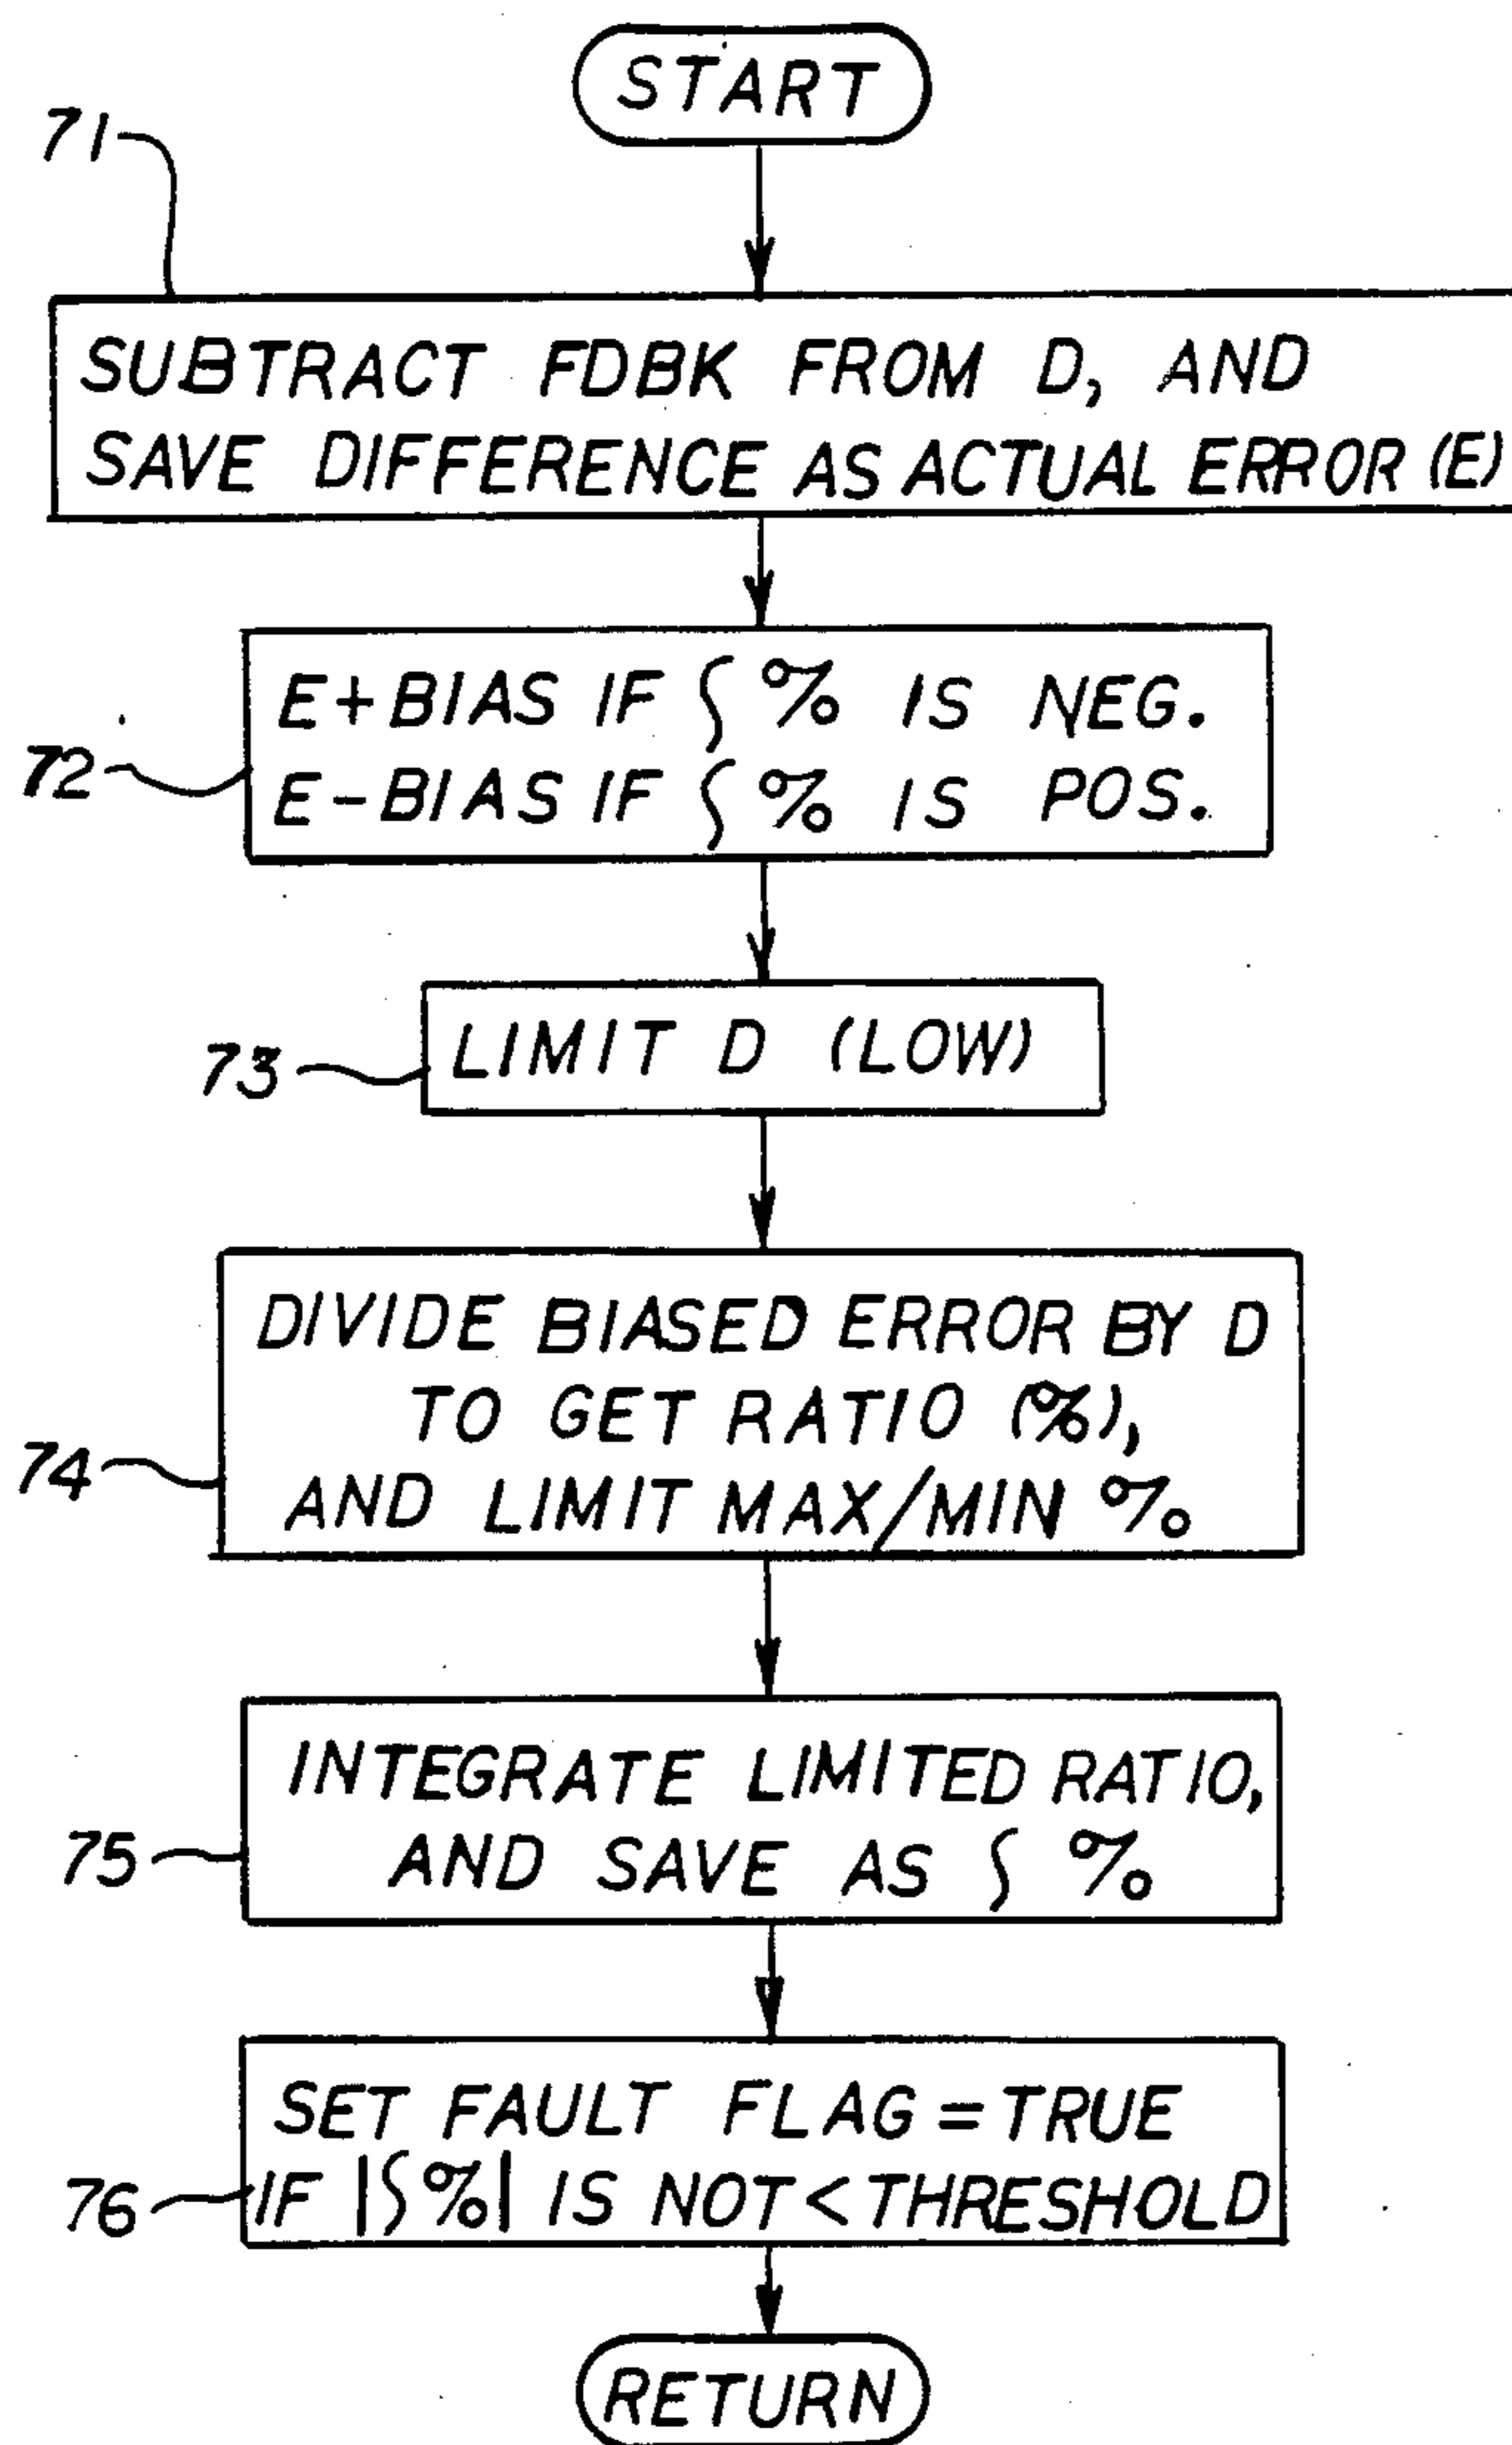 START
71
SUBTRACT FDBK FROM D, AND
SAVE DIFFERENCE AS ACTUAL ERROR (E)
72
E+BIAS IF ∫% IS NEG.
E-BIAS IF ∫% IS POS.
73
LIMIT D (LOW)
74
DIVIDE BIASED ERROR BY D
TO GET RATIO (%),
AND LIMIT MAX/MIN %
75
INTEGRATE LIMITED RATIO,
AND SAVE AS ∫%
76
SET FAULT FLAG=TRUE
IF |∫%| IS NOT < THRESHOLD
RETURN